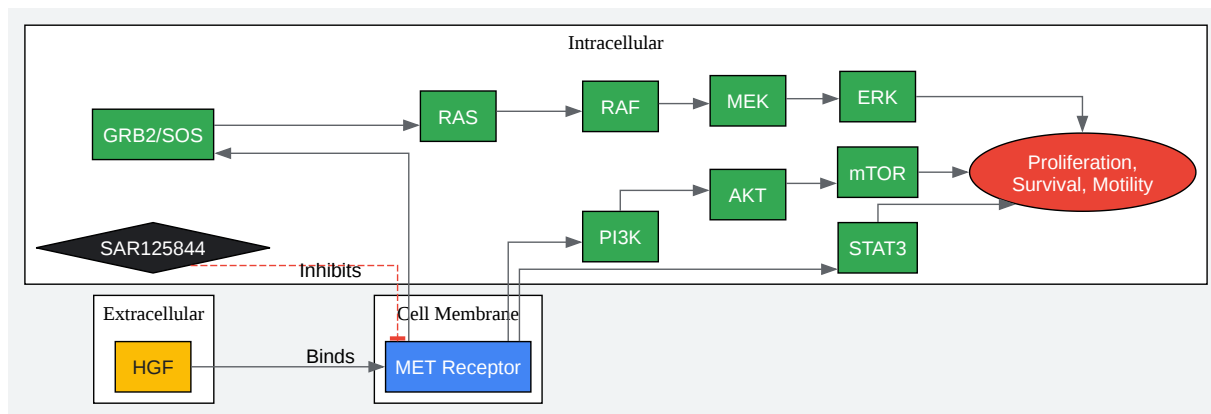 Intracellular
GRB2/SOS
RAS
RAF
MEK
ERK
Proliferation,
Survival, Motility
mTOR
AKT
PI3K
STAT3
SAR125844
Inhibits
Extracellular
HGF
Binds
Cell Membrane
MET Receptor